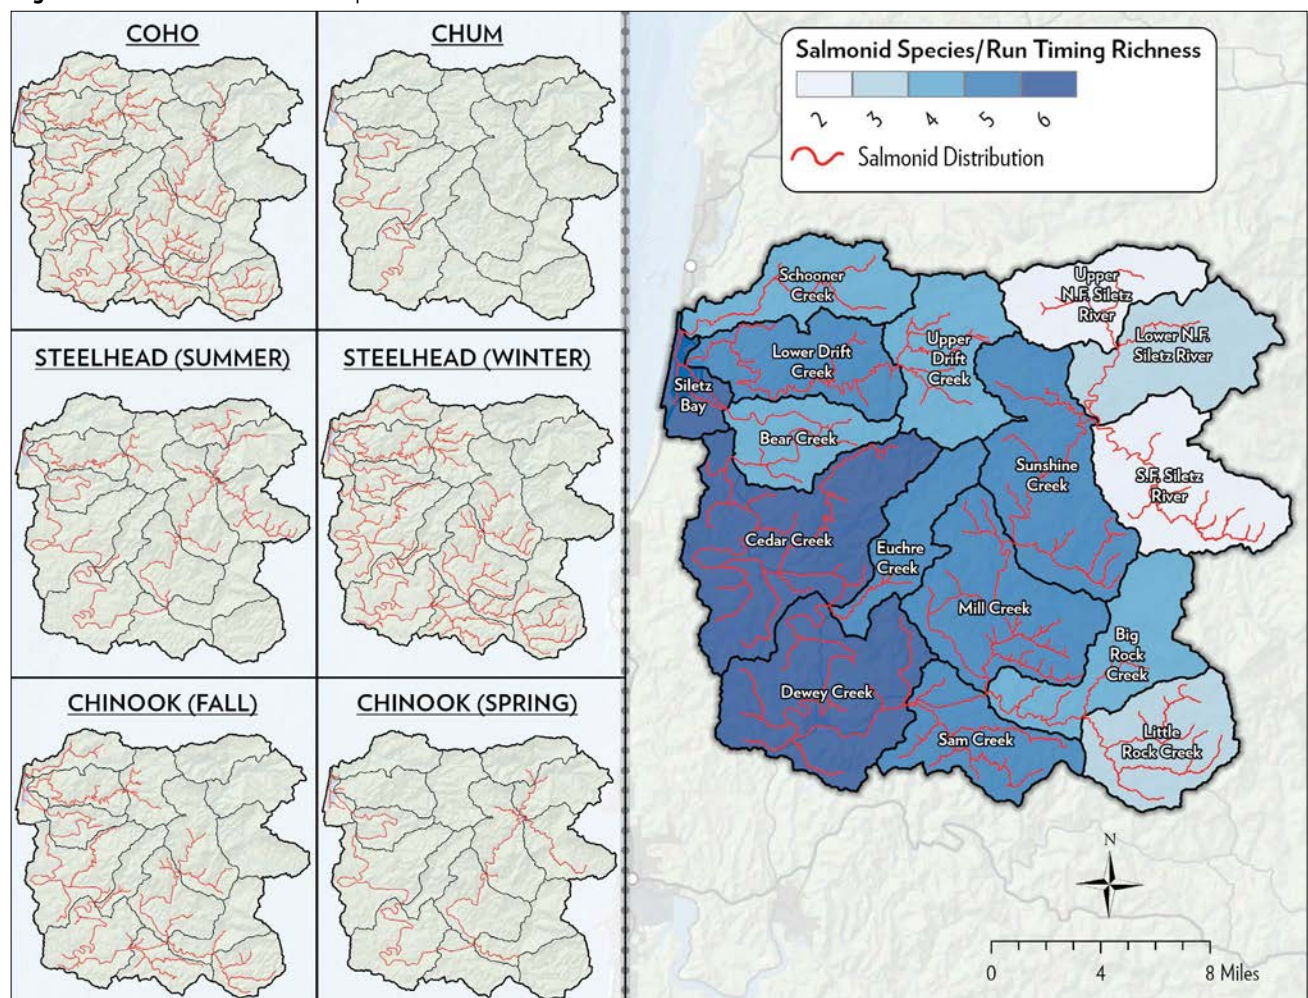 COHO
CHUM
STEELHEAD (SUMMER)
STEELHEAD (WINTER)
CHINOOK (FALL)
CHINOOK (SPRING)
Salmonid Species/Run Timing Richness
2
3
4
5
6
Salmonid Distribution
Schooner
Creek
Upper
N.F. Siletz
River
Lower N.F.
Siletz River
Lower Drift
Creek
Upper
Drift
Creek
Siletz
Bay
Bear Creek
Sunshine
Creek
S.F. Siletz
River
Cedar Creek
Euchre
Creek
Mill Creek
Big
Rock
Creek
Dewey Creek
Sam Creek
Little
Rock Creek
N
0
4
8 Miles